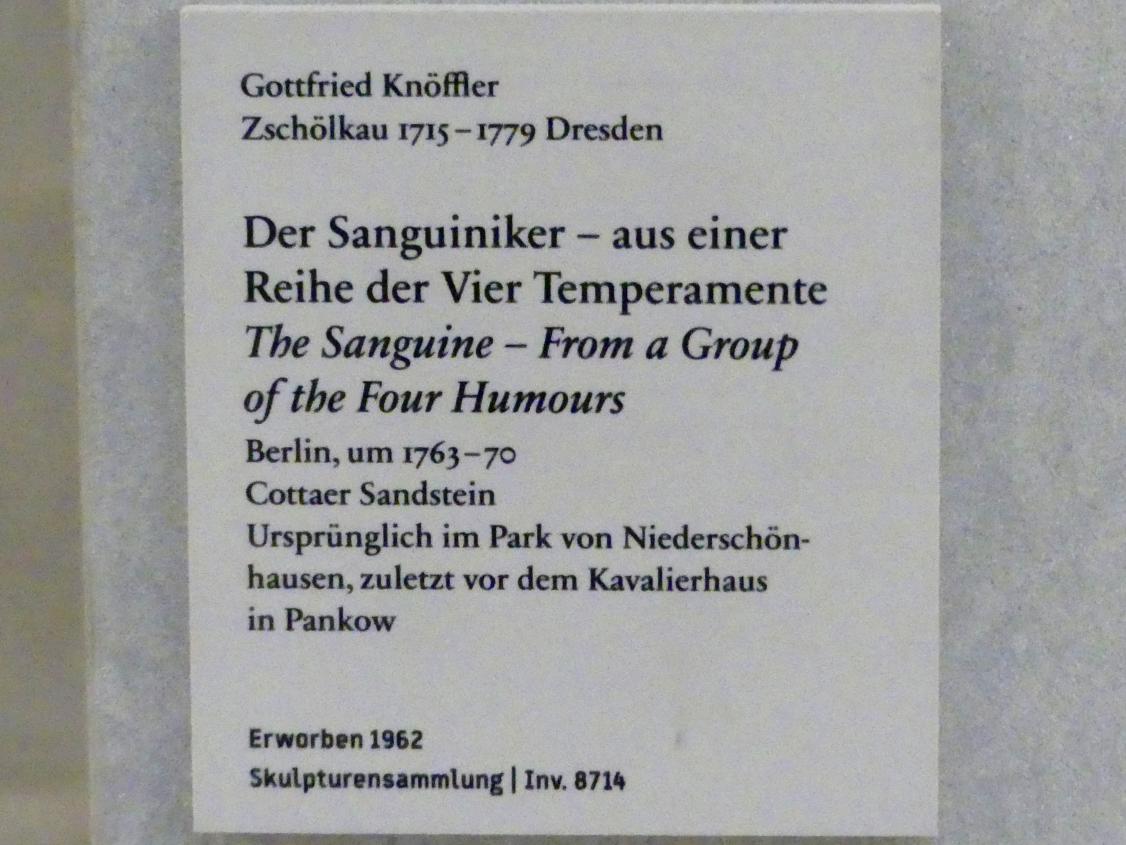 Gottfried Knöffler
Zschölkau 1715–1779 Dresden
Der Sanguiniker – aus einer
Reihe der Vier Temperamente
The Sanguine – From a Group
of the Four Humours
Berlin, um 1763–70
Cottaer Sandstein
Ursprünglich im Park von Niederschön-
hausen, zuletzt vor dem Kavalierhaus
in Pankow
Erworben 1962
Skulpturensammlung | Inv. 8714